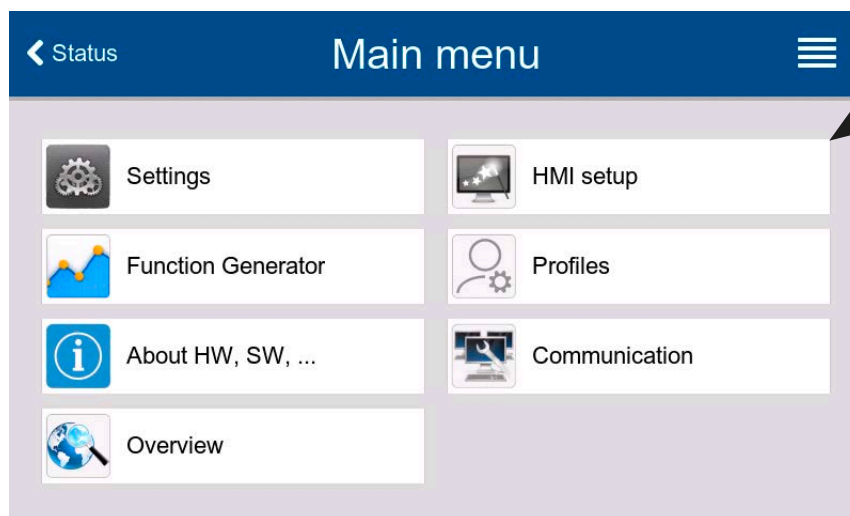 Status
Main menu
Settings
HMI setup
Function Generator
Profiles
About HW, SW, ...
Communication
Overview